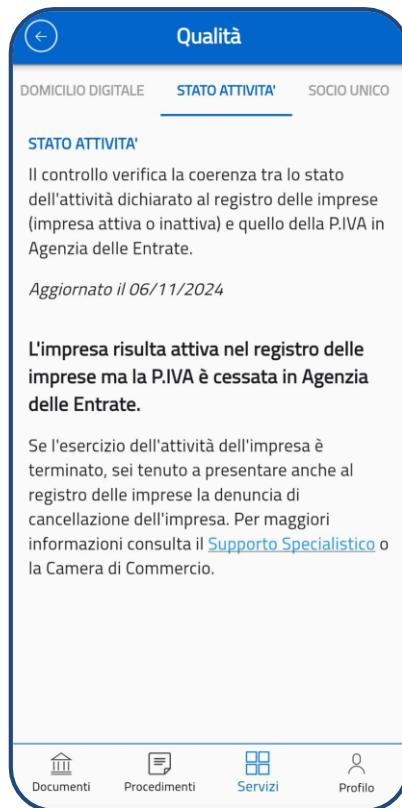 Qualità
DOMICILIO DIGITALE STATO ATTIVITA' SOCIO UNICO
STATO ATTIVITA'
Il controllo verifica la coerenza tra lo stato
dell'attività dichiarato al registro delle imprese
(impresa attiva o inattiva) e quello della P.IVA in
Agenzia delle Entrate.
Aggiornato il 06/11/2024
L'impresa risulta attiva nel registro delle
imprese ma la P.IVA è cessata in Agenzia
delle Entrate.
Se l'esercizio dell'attività dell'impresa è
terminato, sei tenuto a presentare anche al
registro delle imprese la denuncia di
cancellazione dell'impresa. Per maggiori
informazioni consulta il Supporto Specialistico o
la Camera di Commercio.
Documenti Procedimenti Servizi Profilo